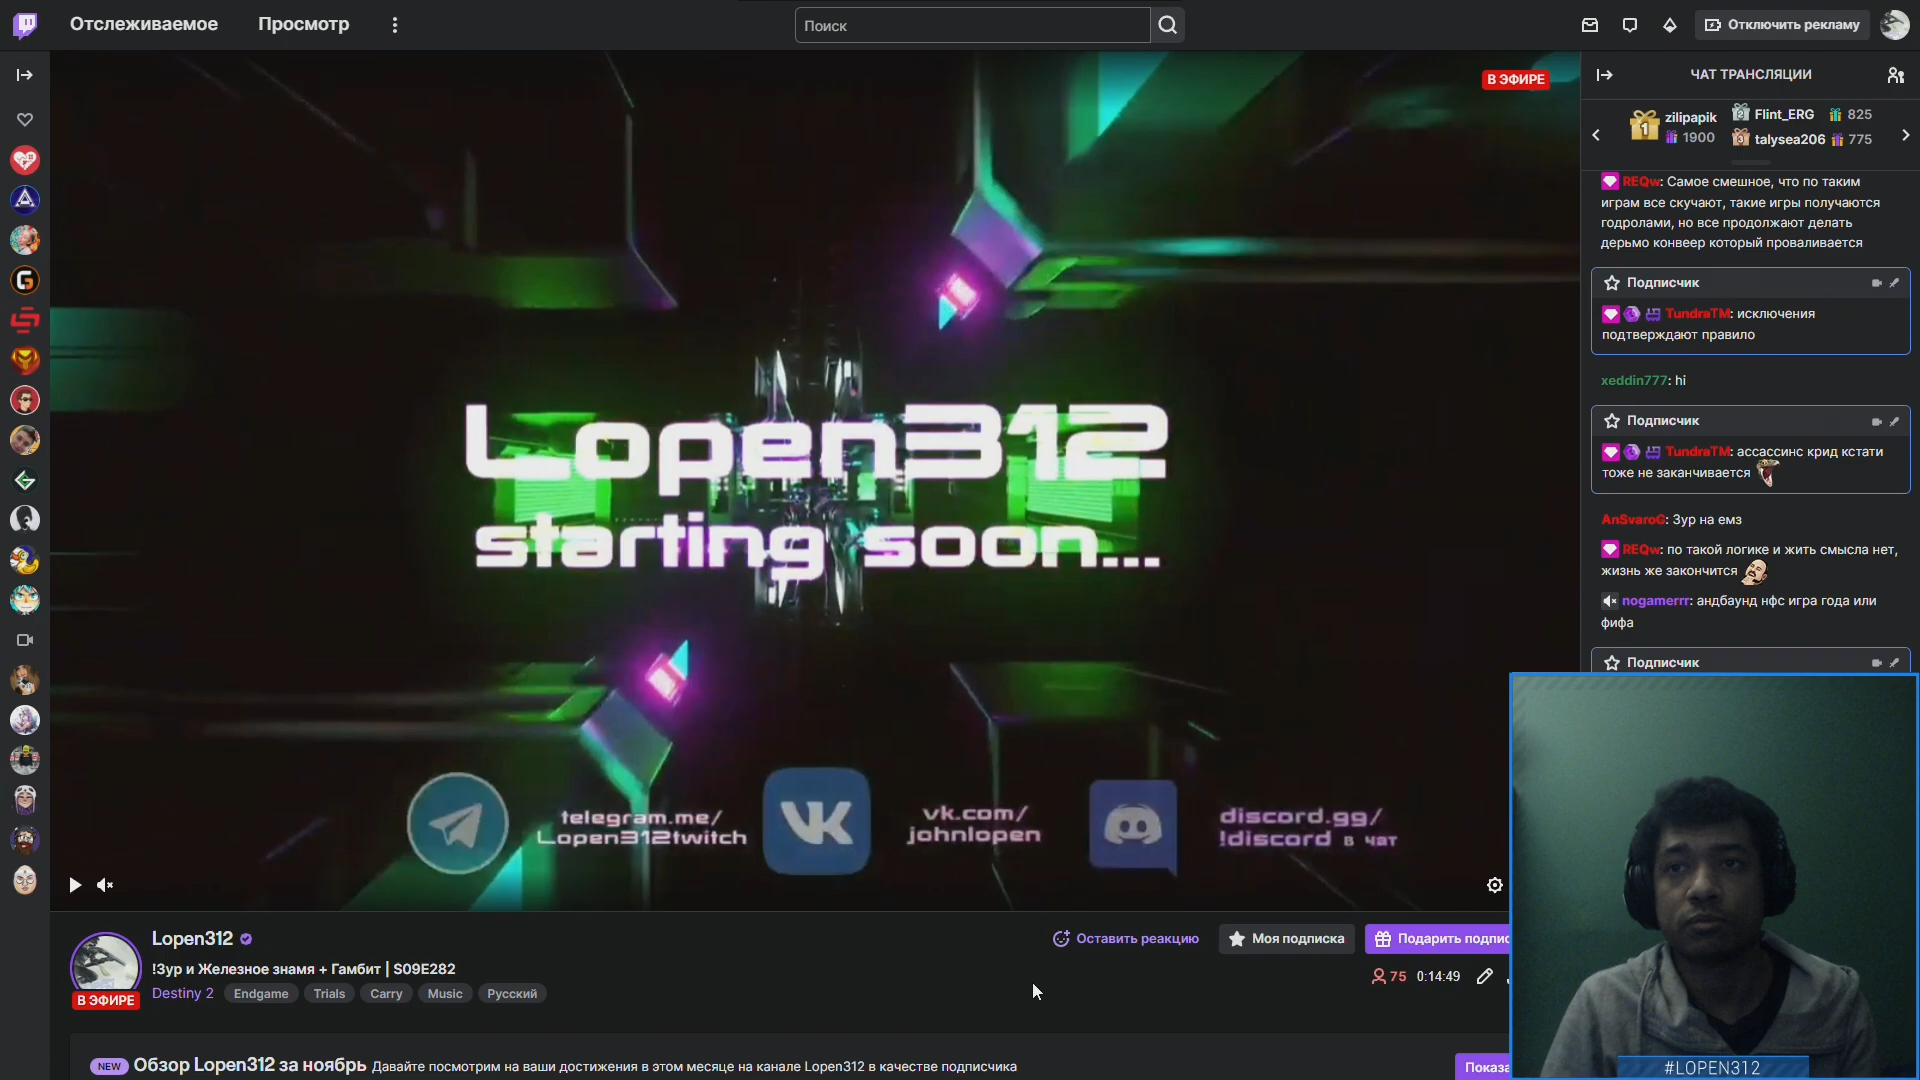 Отслеживаемое
Просмотр
Поиск
Отключить рекламу
В ЭФИРЕ
ЧАТ ТРАНСЛЯЦИИ
1 zilipapik 1900
2 Flint_ERG 825
3 talysea206 775
REQw: Самое смешное, что по таким
играм все скучают, такие игры получаются
годролами, но все продолжают делать
дерьмо конвеер который проваливается
Подписчик
TundraTM: исключения
подтверждают правило
xeddin777: hi
Подписчик
TundraTM: ассассинс крид кстати
тоже не заканчивается
AnSvaroG: Зур на емз
REQw: по такой логике и жить смысла нет,
жизнь же закончится
nogamerrr: андбаунд нфс игра года или
фифа
Подписчик
Lopen312
starting soon...
telegram.me/
Lopen312twitch
vk.com/
johnlopen
discord.gg/
!discord в чат
Lopen312
!Зур и Железное знамя + Гамбит | S09E282
Destiny 2 Endgame Trials Carry Music Русский
В ЭФИРЕ
Оставить реакцию
Моя подписка
Подарить подпис
75 0:14:49
NEW Обзор Lopen312 за ноябрь Давайте посмотрим на ваши достижения в этом месяце на канале Lopen312 в качестве подписчика
Показа
#LOPEN312